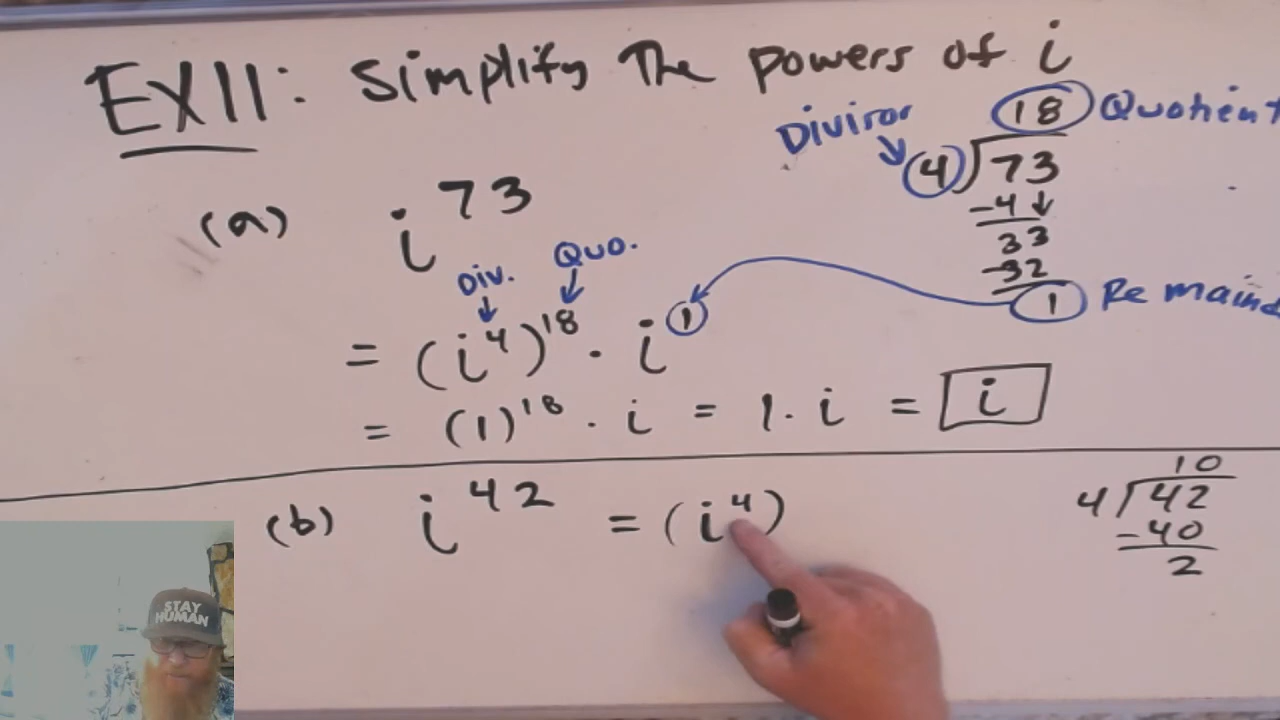 EX11: Simplify The powers of i
(a) i^73
Divisor
18 Quotient
4)73
-4
33
-32
1 Remaind
Div. Quo.
= (i^4)^18 · i^1
= (1)^18 · i = 1 · i = i
(b) i^42 = (i^4)
10
4)42
-40
2
STAY
HUMAN